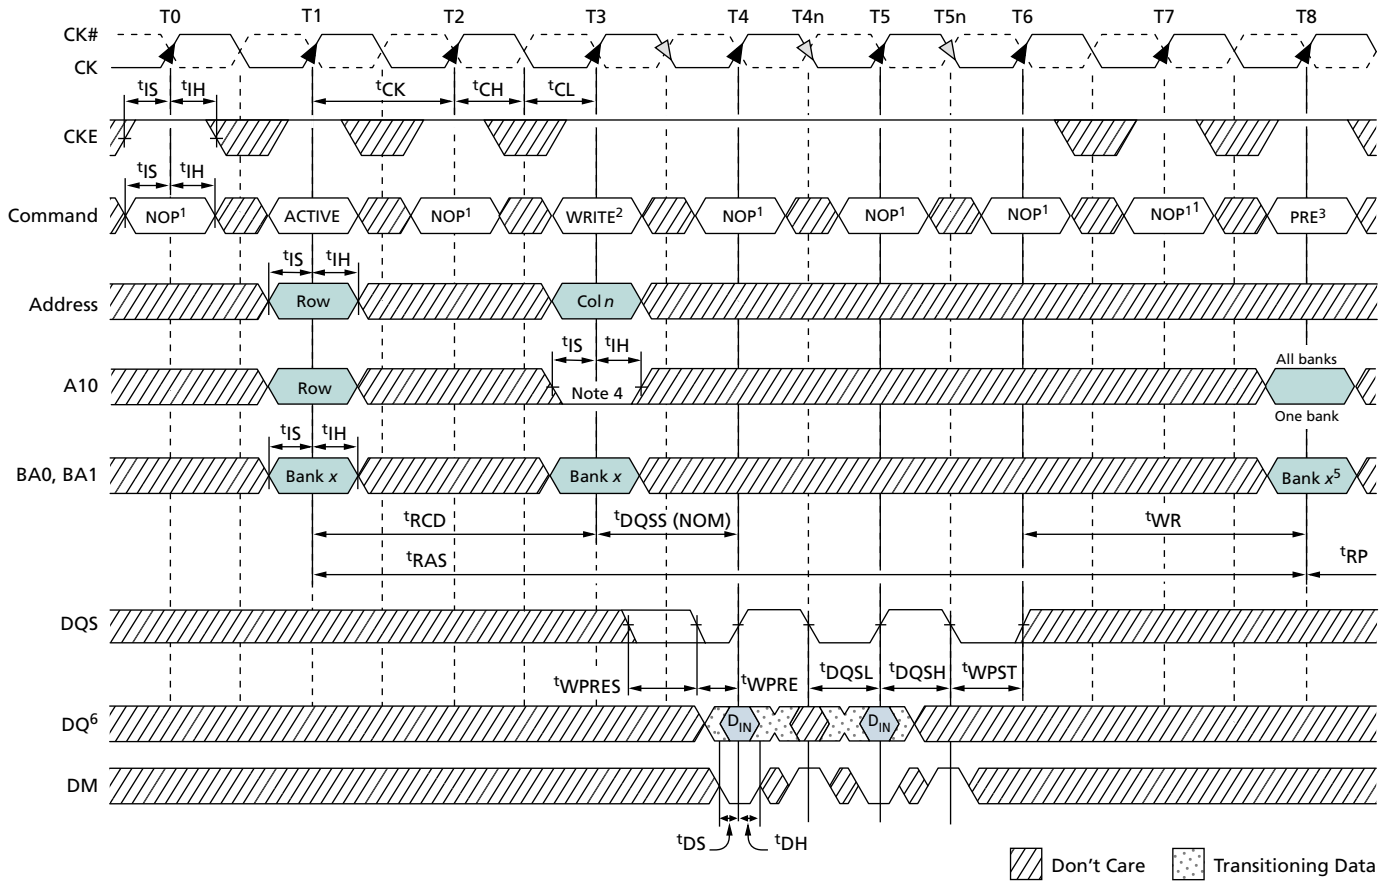 T0 T1 T2 T3 T4 T4n T5 T5n T6 T7 T8
CK#
CK
tIS tIH tCK tCH tCL
CKE
tIS tIH
Command NOP1 ACTIVE NOP1 WRITE2 NOP1 NOP1 NOP1 NOP11 PRE3
tIS tIH
Address Row Col n
tIS tIH All banks
A10 Row Note 4
One bank
tIS tIH
BA0, BA1 Bank x Bank x Bank x5
tRCD tDQSS (NOM) tWR
tRAS tRP
DQS
tWPRES tWPRE tDQSL tDQSH tWPST
DQ6 DIN DIN
DM
tDS tDH
Don't Care Transitioning Data